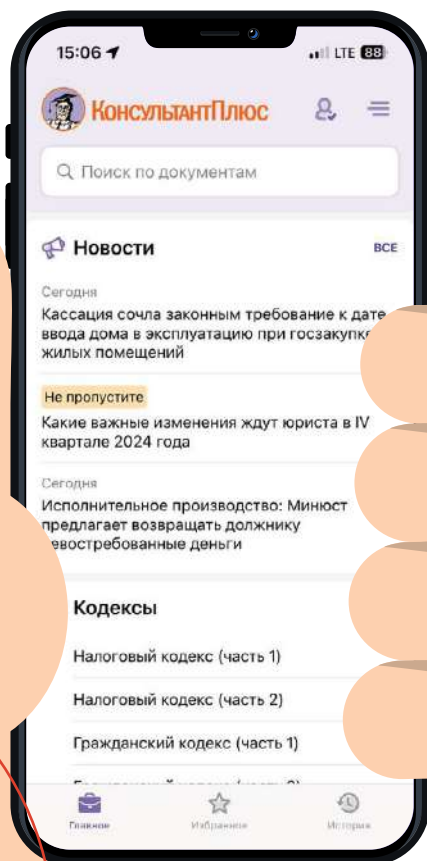 15:06
LTE 88
КонсультантПлюс
Поиск по документам
Новости
ВСЕ
Сегодня
Кассация сочла законным требование к дате
ввода дома в эксплуатацию при госзакупке
жилых помещений
Не пропустите
Какие важные изменения ждут юриста в IV
квартале 2024 года
Сегодня
Исполнительное производство: Минюст
предлагает возвращать должнику
невостребованные деньги
Кодексы
Налоговый кодекс (часть 1)
Налоговый кодекс (часть 2)
Гражданский кодекс (часть 1)
Главное
Избранное
История